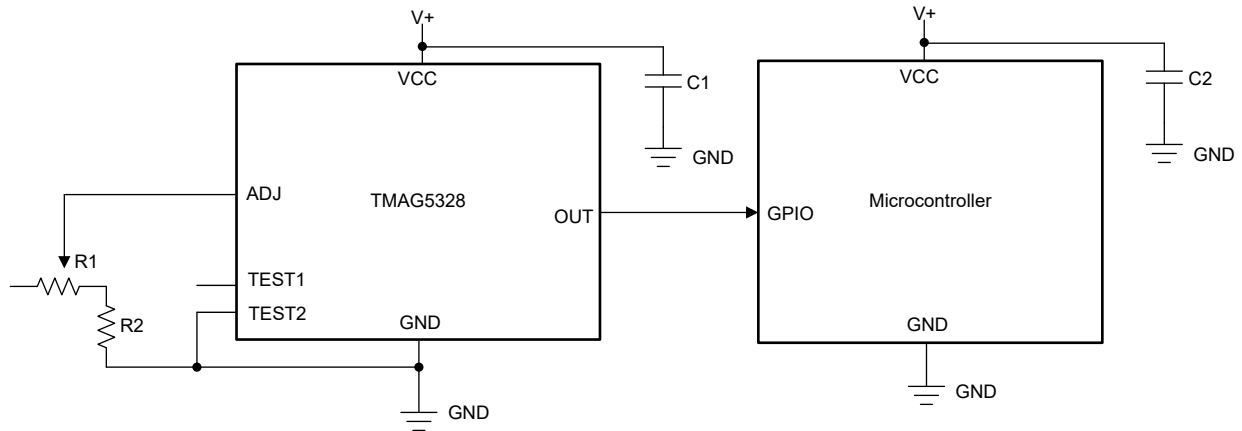 V+
VCC
C1
GND
ADJ
TMAG5328
OUT
R1
TEST1
TEST2
R2
GND
GND
V+
VCC
C2
GND
GPIO
Microcontroller
GND
GND